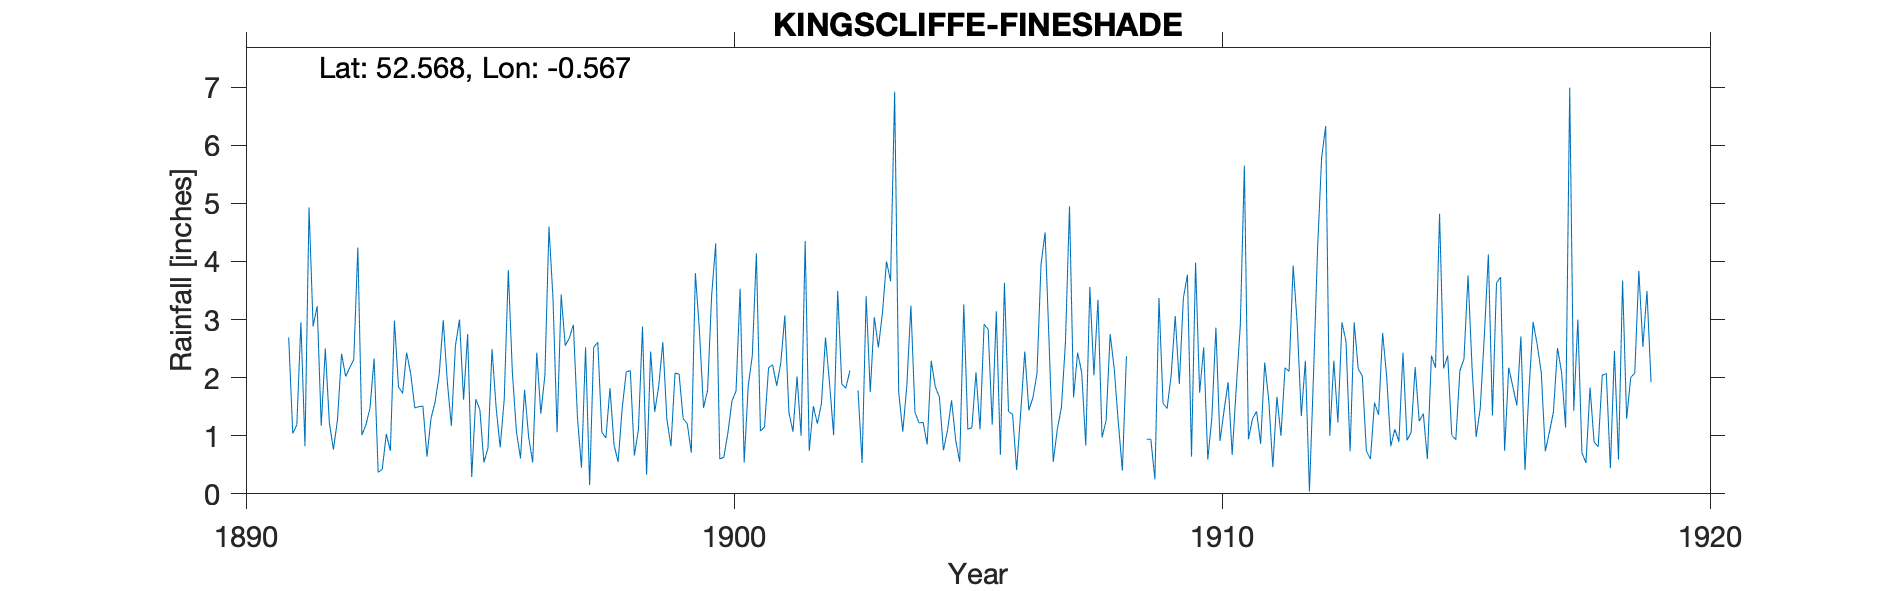 KINGSCLIFFE-FINESHADE
Lat: 52.568, Lon: -0.567
7
6
5
4
3
2
1
0
Rainfall [inches]
1890 1900 1910 1920
Year